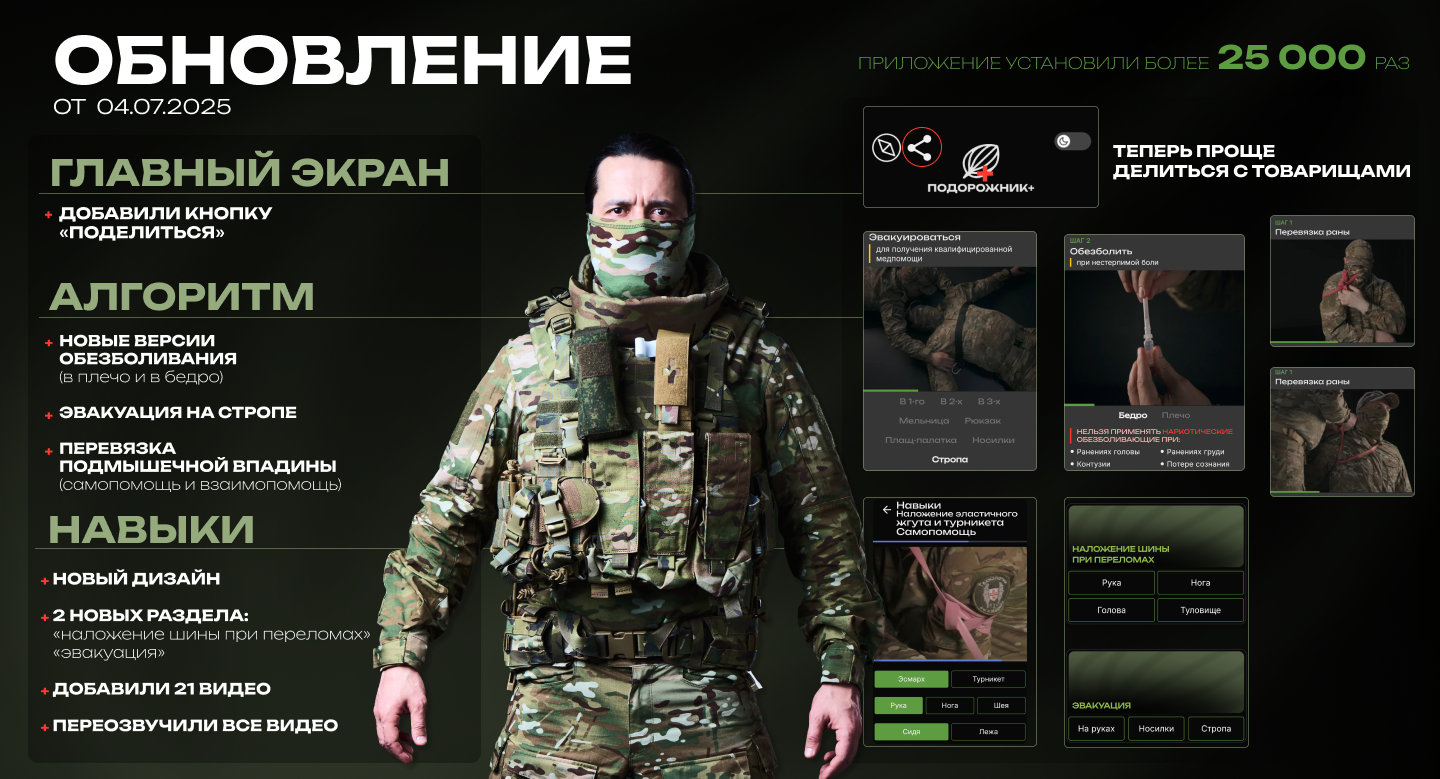 ОБНОВЛЕНИЕ
ОТ 04.07.2025
ПРИЛОЖЕНИЕ УСТАНОВИЛИ БОЛЕЕ 25 000 РАЗ
ГЛАВНЫЙ ЭКРАН
+ ДОБАВИЛИ КНОПКУ
«ПОДЕЛИТЬСЯ»
АЛГОРИТМ
+ НОВЫЕ ВЕРСИИ
ОБЕЗБОЛИВАНИЯ
(в плечо и в бедро)
+ ЭВАКУАЦИЯ НА СТРОПЕ
+ ПЕРЕВЯЗКА
ПОДМЫШЕЧНОЙ ВПАДИНЫ
(самопомощь и взаимопомощь)
НАВЫКИ
+ НОВЫЙ ДИЗАЙН
+ 2 НОВЫХ РАЗДЕЛА:
«наложение шины при переломах»
«эвакуация»
+ ДОБАВИЛИ 21 ВИДЕО
+ ПЕРЕОЗВУЧИЛИ ВСЕ ВИДЕО
ПОДОРОЖНИК+
ТЕПЕРЬ ПРОЩЕ
ДЕЛИТЬСЯ С ТОВАРИЩАМИ
Эвакуироваться
для получения квалифицированной
медпомощи
В 1-го В 2-х В 3-х
Мельница Рюкзак
Плащ-палатка Носилки
Стропа
ШАГ 2
Обезболить
при нестерпимой боли
Бедро Плечо
НЕЛЬЗЯ ПРИМЕНЯТЬ НАРКОТИЧЕСКИЕ
ОБЕЗБОЛИВАЮЩИЕ ПРИ:
• Ранениях головы • Ранениях груди
• Контузии • Потере сознания
ШАГ 1
Перевязка раны
ШАГ 1
Перевязка раны
Навыки
Наложение эластичного
жгута и турникета
Самопомощь
Эсмарх Турникет
Рука Нога Шея
Сидя Лежа
НАЛОЖЕНИЕ ШИНЫ
ПРИ ПЕРЕЛОМАХ
Рука Нога
Голова Туловище
ЭВАКУАЦИЯ
На руках Носилки Стропа